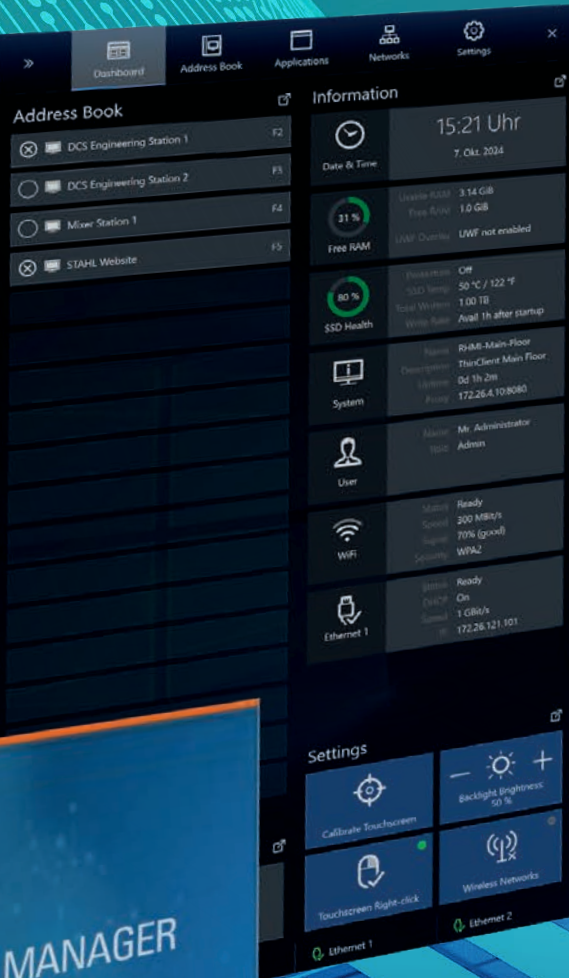 »
Dashboard
Address Book
Applications
Networks
Settings
×
Address Book
DCS Engineering Station 1
F2
DCS Engirwering Station 2
F3
Mixer Station 1
F4
STAHL Website
F5
Information
Date & Time
15:21 Uhr
7. Okt. 2024
31 %
Free RAM
Usable RAM 3.14 GiB
Free RAM 1.0 GiB
UWF Overlay UWF not enabled
80 %
SSD Health
Protection Off
SSD Temp 50 °C / 122 °F
Total Written 1.00 TB
Write Rate Avail 1h after startup
System
Name RHMI-Main-Floor
Description ThinClient Main Floor
Uptime 0d 1h 2m
Proxy 172.26.4.10:8080
User
Name Mr. Administrator
Role Admin
WiFi
Status Ready
Speed 300 MBit/s
Signal 70% (good)
Security WPA2
Ethernet 1
Status Ready
DHCP On
Speed 1 GBit/s
IP 172.26.121.101
Settings
Calibrate Touchscreen
Backlight Brightness:
50 %
Touchscreen Right-click
Wireless Networks
Ethernet 1
Ethernet 2
MANAGER